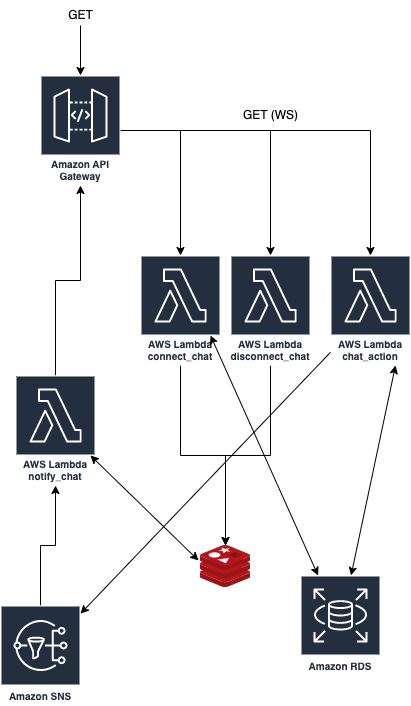 GET
GET (WS)
Amazon API
Gateway
AWS Lambda
connect_chat
AWS Lambda
disconnect_chat
AWS Lambda
chat_action
AWS Lambda
notify_chat
Amazon RDS
Amazon SNS